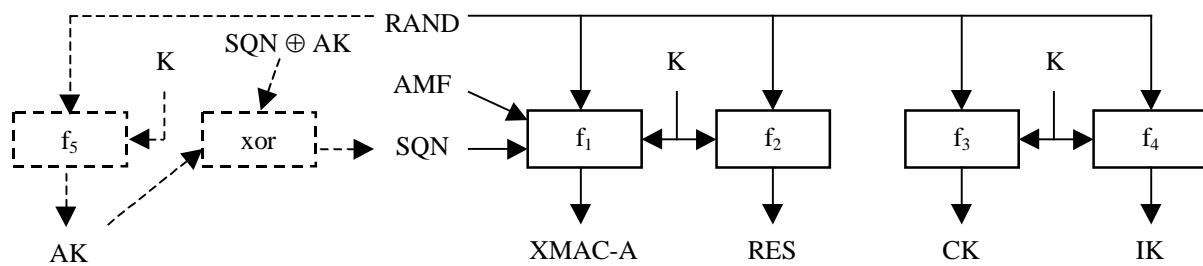 RAND
SQN ⊕ AK
K
K
K
AMF
f5
xor
SQN
f1
f2
f3
f4
AK
XMAC-A
RES
CK
IK